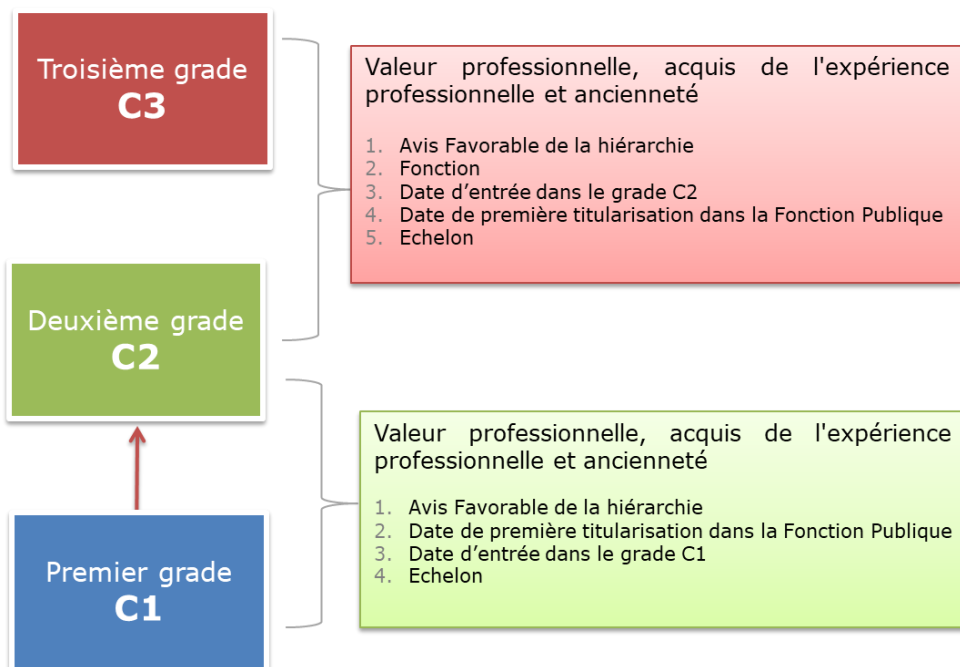 Troisième grade
C3
Valeur professionnelle, acquis de l'expérience
professionnelle et ancienneté
1. Avis Favorable de la hiérarchie
2. Fonction
3. Date d’entrée dans le grade C2
4. Date de première titularisation dans la Fonction Publique
5. Echelon
Deuxième grade
C2
Valeur professionnelle, acquis de l'expérience
professionnelle et ancienneté
1. Avis Favorable de la hiérarchie
2. Date de première titularisation dans la Fonction Publique
3. Date d’entrée dans le grade C1
4. Echelon
Premier grade
C1